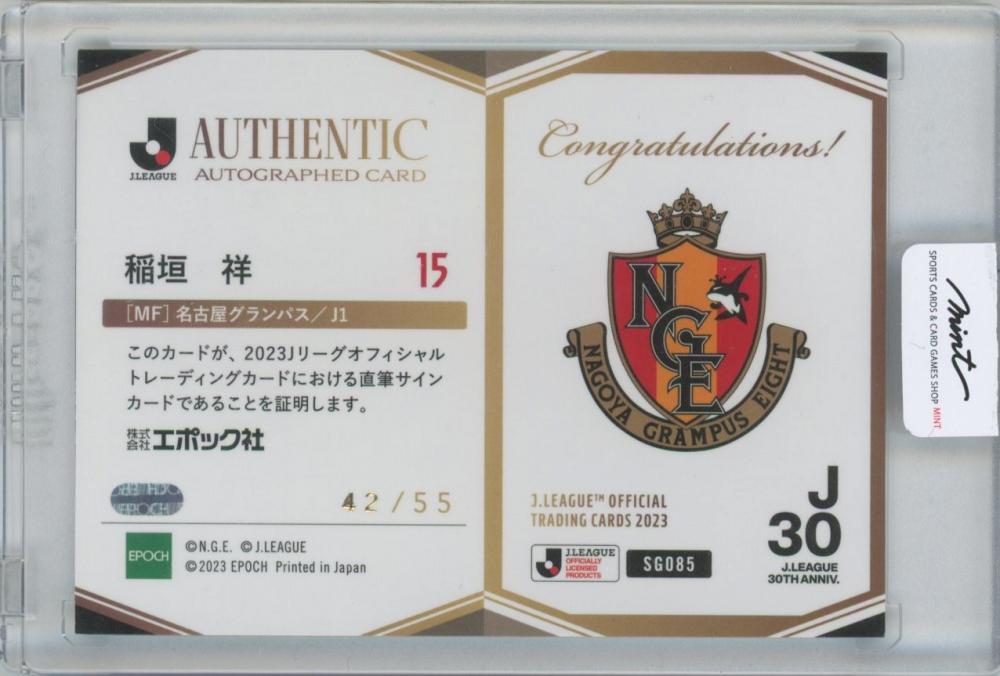 J.LEAGUE
AUTHENTIC
AUTOGRAPHED CARD
稲垣 祥 15
[MF] 名古屋グランパス/J1
このカードが、2023Jリーグオフィシャル
トレーディングカードにおける直筆サイン
カードであることを証明します。
株式会社エポック社
42/55
EPOCH
©N.G.E. ©J.LEAGUE
©2023 EPOCH Printed in Japan
Congratulations!
NGE
NAGOYA GRAMPUS EIGHT
J.LEAGUE™ OFFICIAL
TRADING CARDS 2023
J.LEAGUE
OFFICIALLY
LICENSED
PRODUCTS
SG085
J
30
J.LEAGUE
30TH ANNIV.
mint
SPORTS CARDS & CARD GAMES SHOP MINT